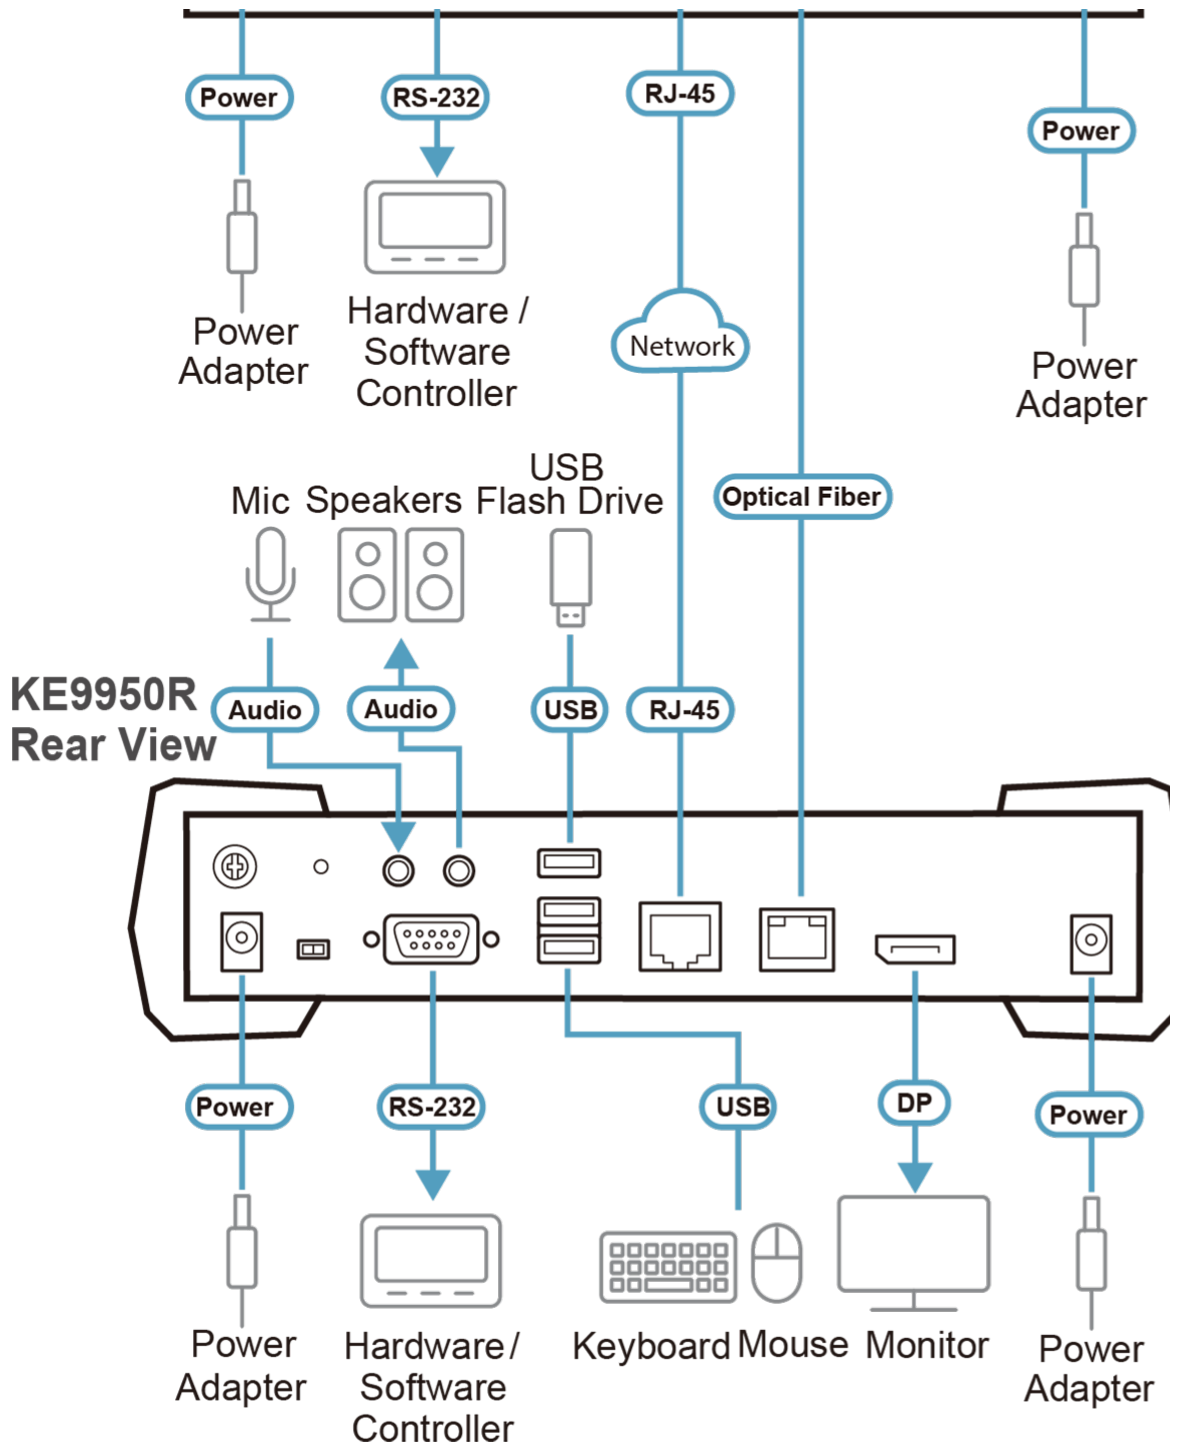 Power
RS-232
RJ-45
Power
Power
Adapter
Hardware /
Software
Controller
Network
Power
Adapter
Mic
Speakers
USB
Flash Drive
Optical Fiber
KE9950R
Rear View
Audio
Audio
USB
RJ-45
Power
RS-232
USB
DP
Power
Power
Adapter
Hardware /
Software
Controller
Keyboard
Mouse
Monitor
Power
Adapter